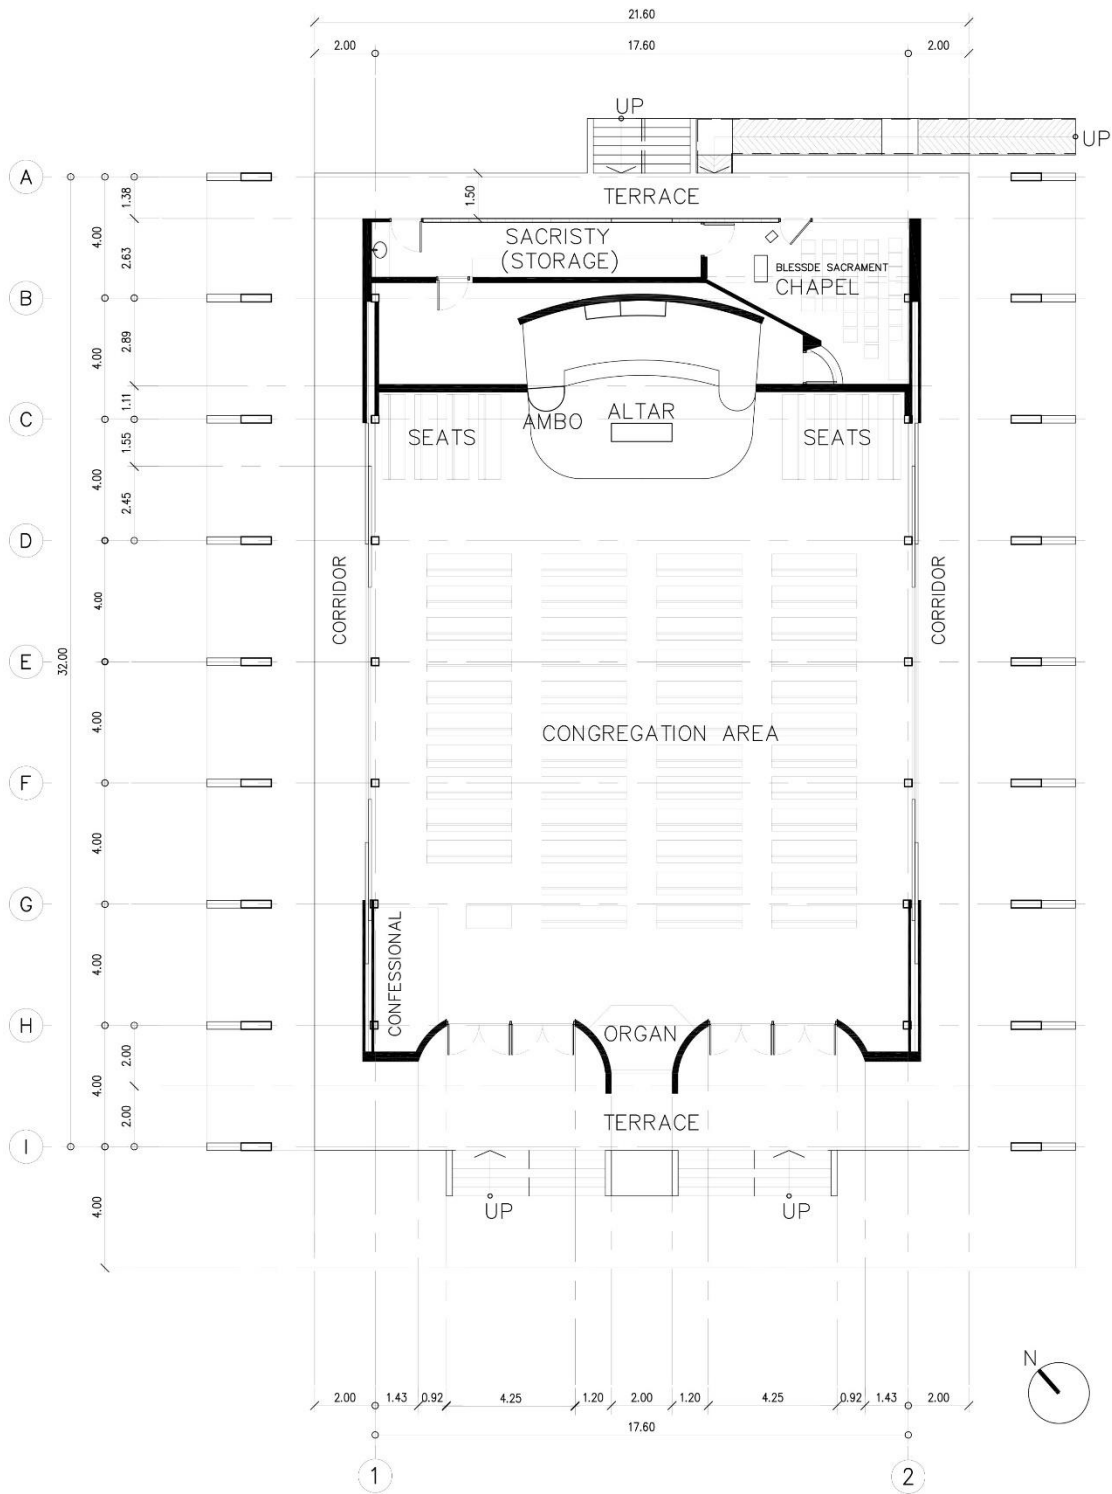 21.60
2.00 17.60 2.00
UP
UP
A
1.38
1.50
TERRACE
4.00
2.63
SACRISTY
(STORAGE)
BLESSDE SACRAMENT
CHAPEL
B
4.00
2.89
1.11
C
AMBO
ALTAR
SEATS
SEATS
1.55
4.00
2.45
D
CORRIDOR
CORRIDOR
4.00
32.00
E
4.00
CONGREGATION AREA
F
4.00
G
CONFESSIONAL
4.00
H
ORGAN
2.00
4.00
2.00
TERRACE
I
UP
UP
4.00
N
2.00 1.43 0.92 4.25 1.20 2.00 1.20 4.25 0.92 1.43 2.00
17.60
1
2